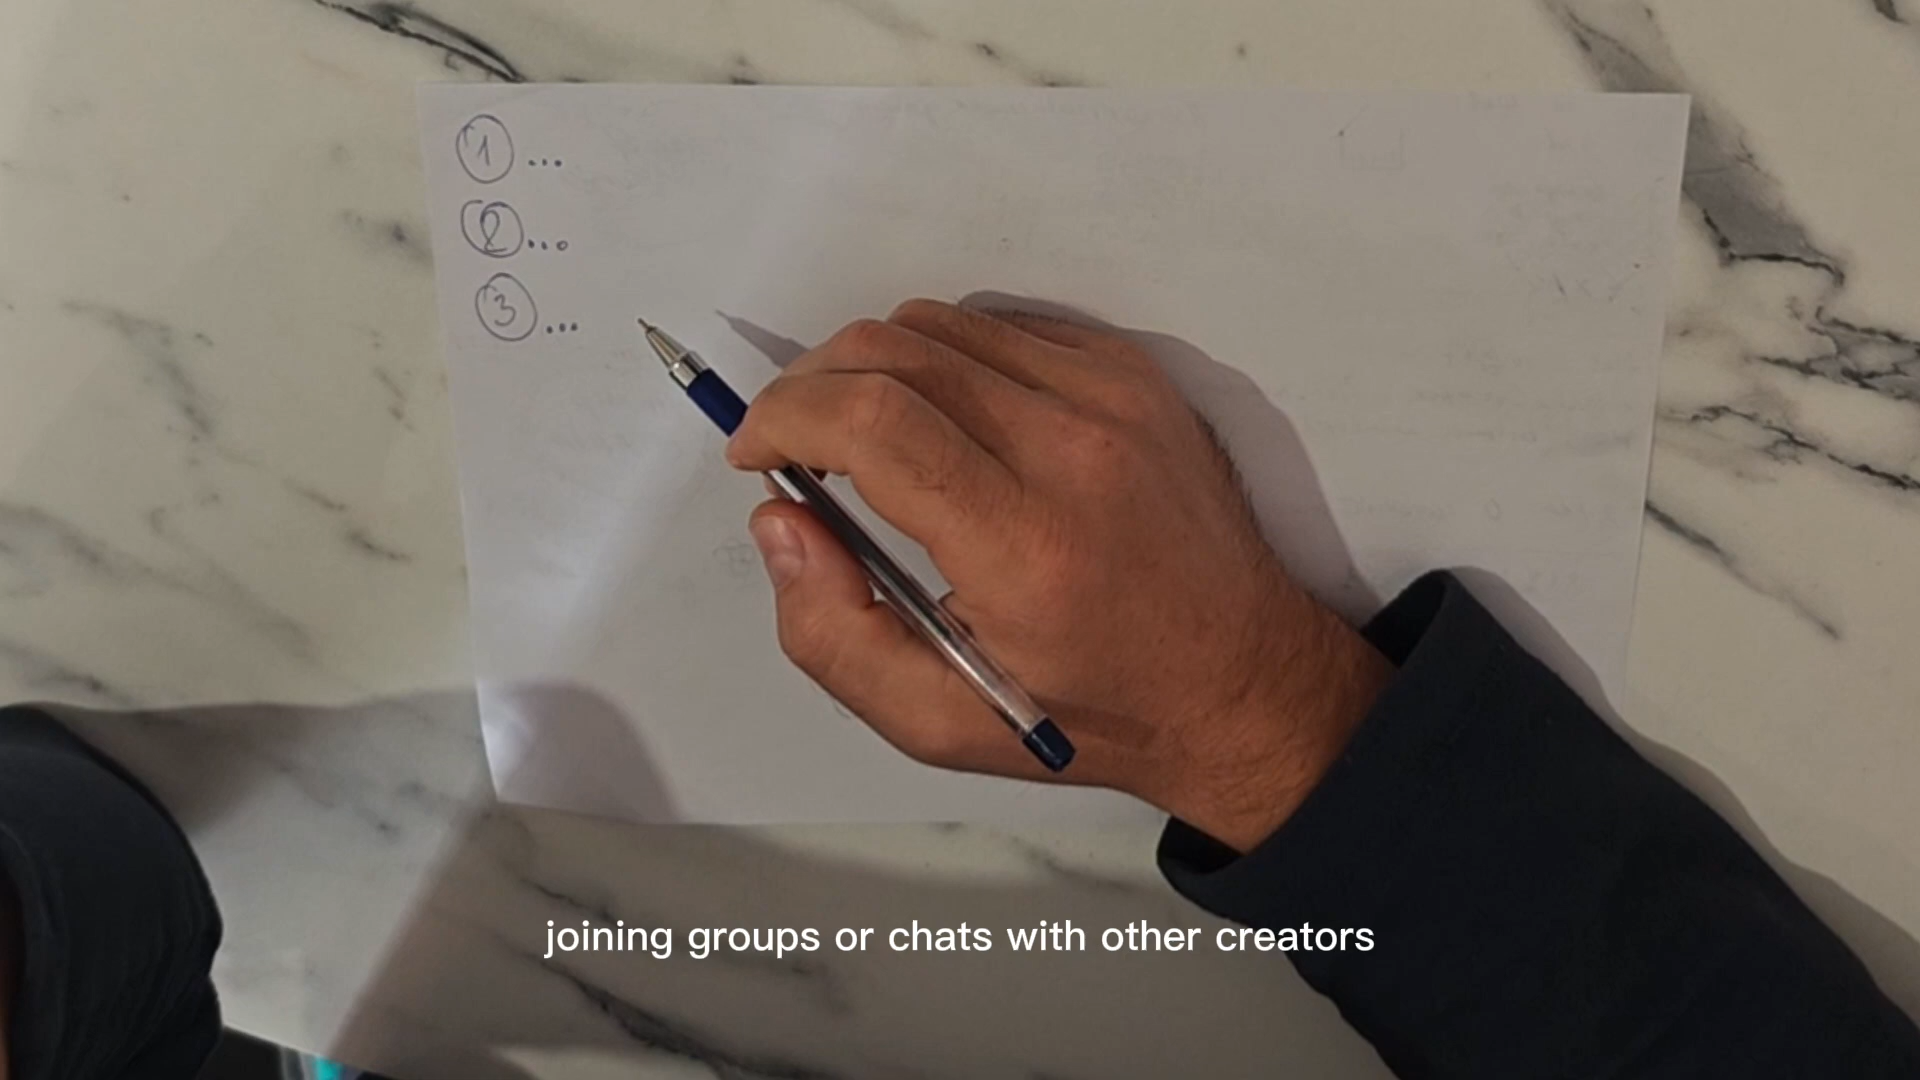 1 ...
2 ...
3 ...
joining groups or chats with other creators